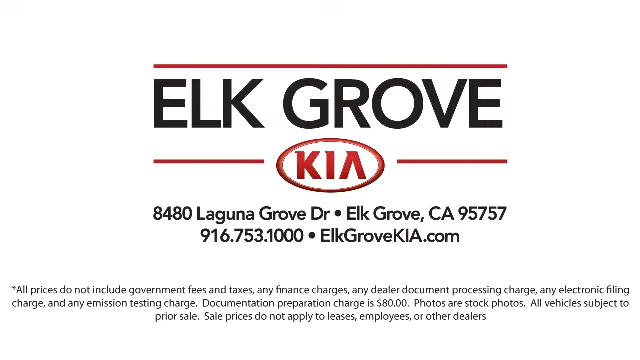 ELK GROVE
KIA
8480 Laguna Grove Dr • Elk Grove, CA 95757
916.753.1000 • ElkGroveKIA.com
*All prices do not include government fees and taxes, any finance charges, any dealer document processing charge, any electronic filing
charge, and any emission testing charge. Documentation preparation charge is $80.00. Photos are stock photos. All vehicles subject to
prior sale. Sale prices do not apply to leases, employees, or other dealers